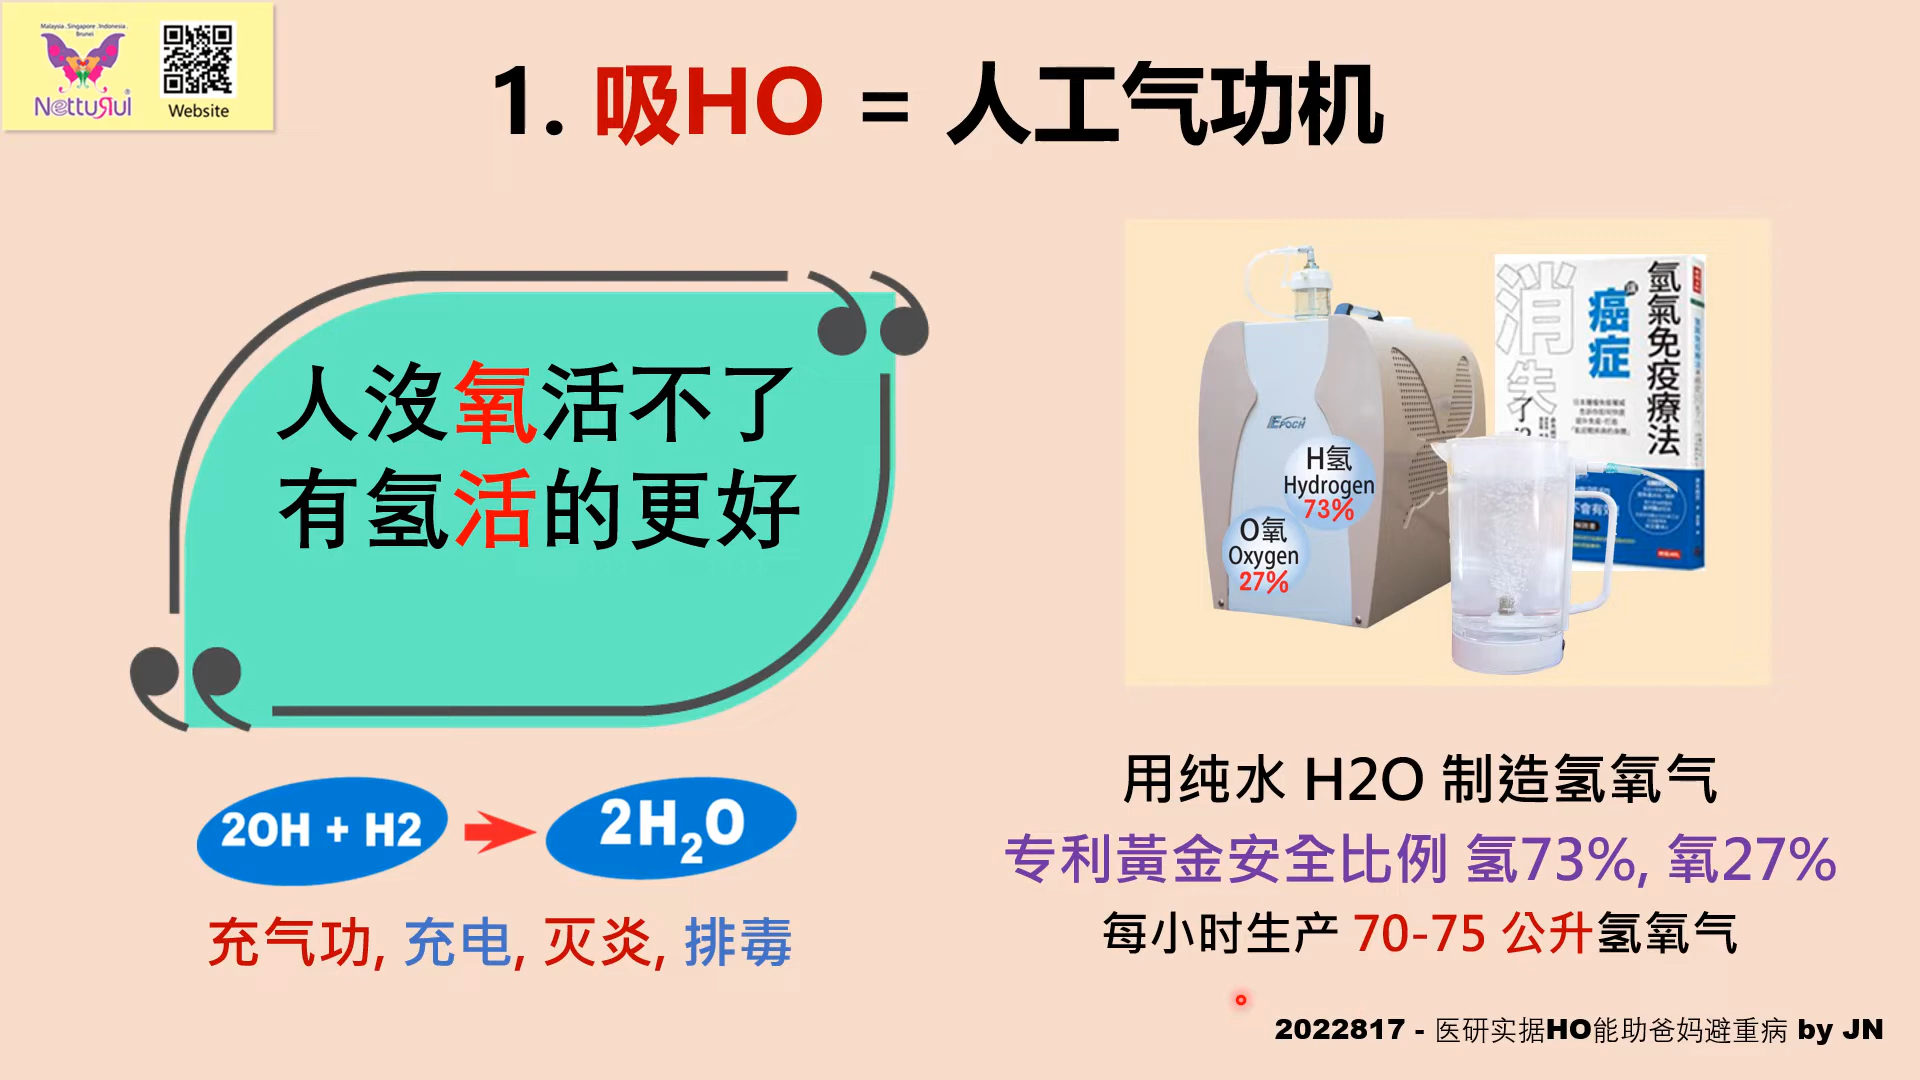 Malaysia . Singapore . Indonesia .
Brunei
NettuЯul®
Website
1. 吸HO = 人工气功机
人沒氧活不了
有氢活的更好
2OH + H2
2H₂O
充气功, 充电, 灭炎, 排毒
EPOCH
H氢
Hydrogen
73%
O氧
Oxygen
27%
氫氣免疫療法
讓
癌症
消失
了
用纯水 H2O 制造氢氧气
专利黃金安全比例 氢73%, 氧27%
每小时生产 70-75 公升氢氧气
2022817 - 医研实据HO能助爸妈避重病 by JN